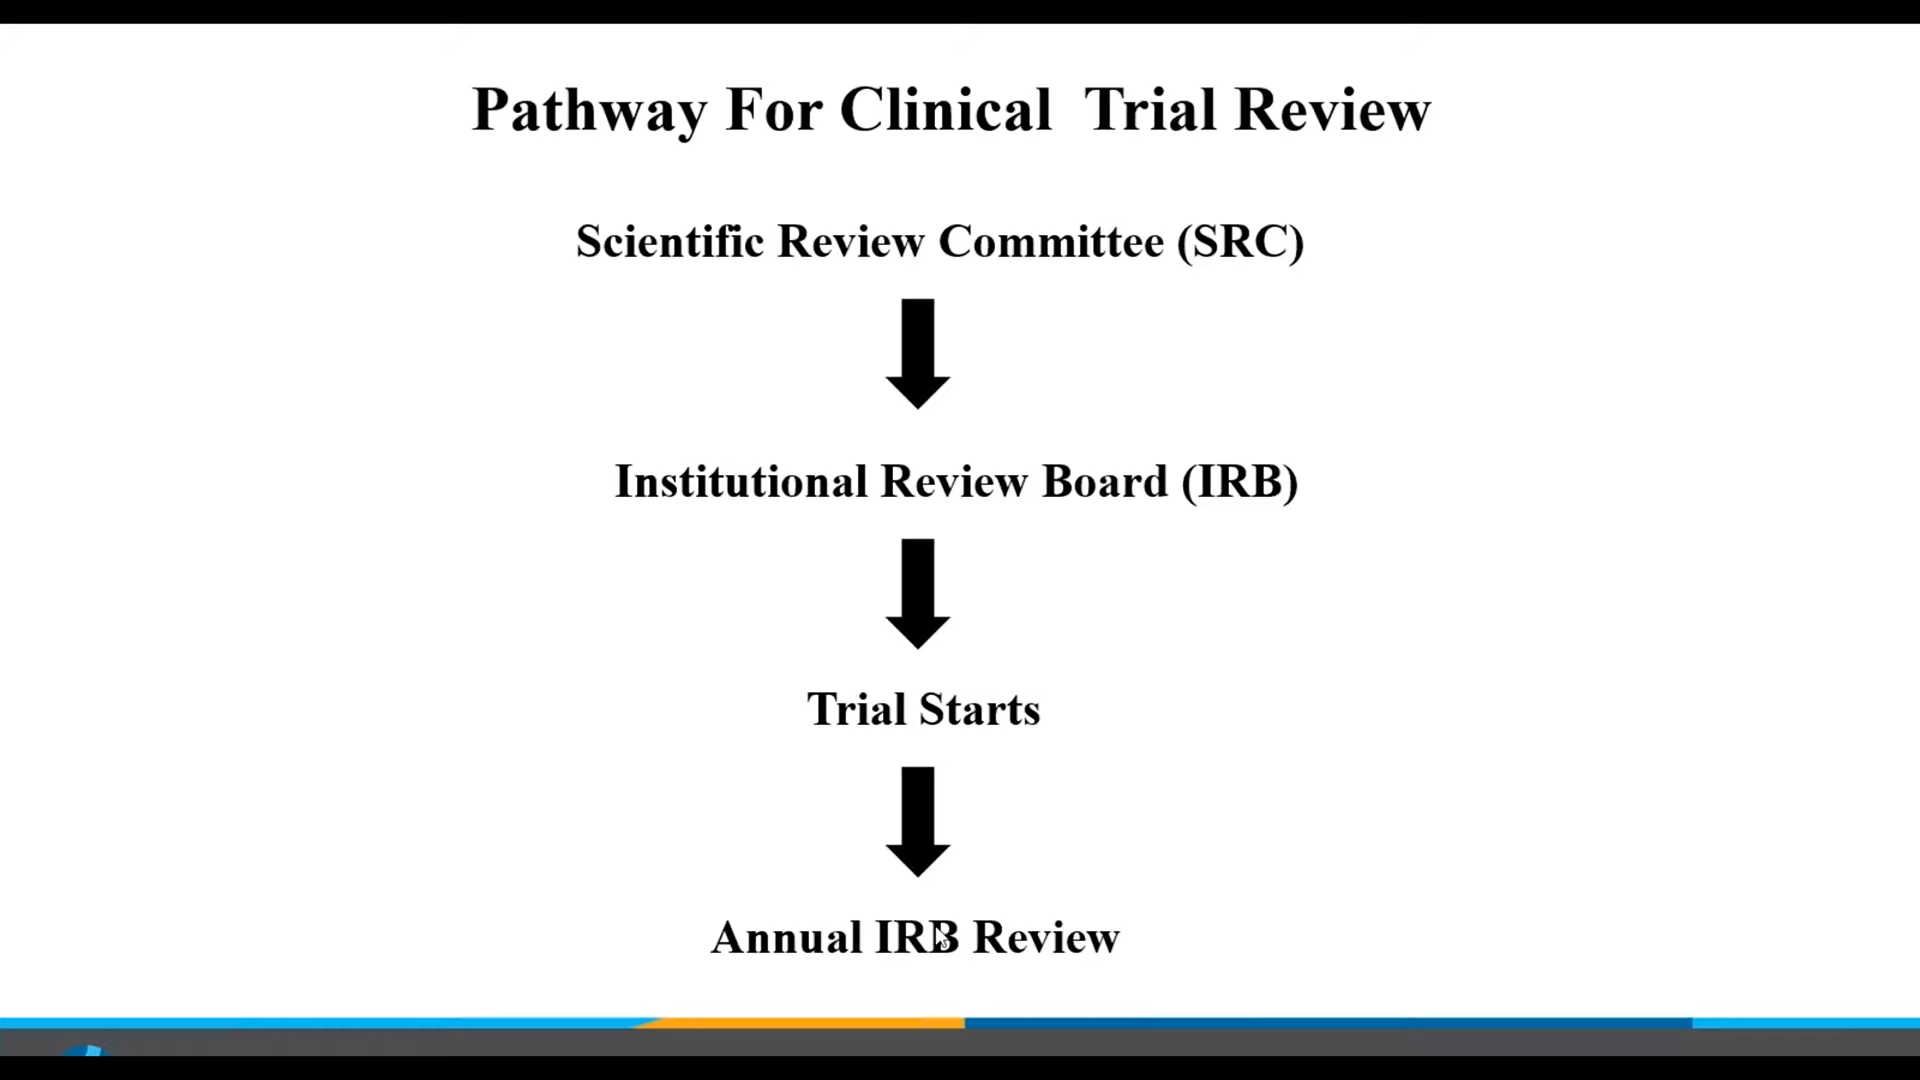 Pathway For Clinical Trial Review
Scientific Review Committee (SRC)
Institutional Review Board (IRB)
Trial Starts
Annual IRB Review